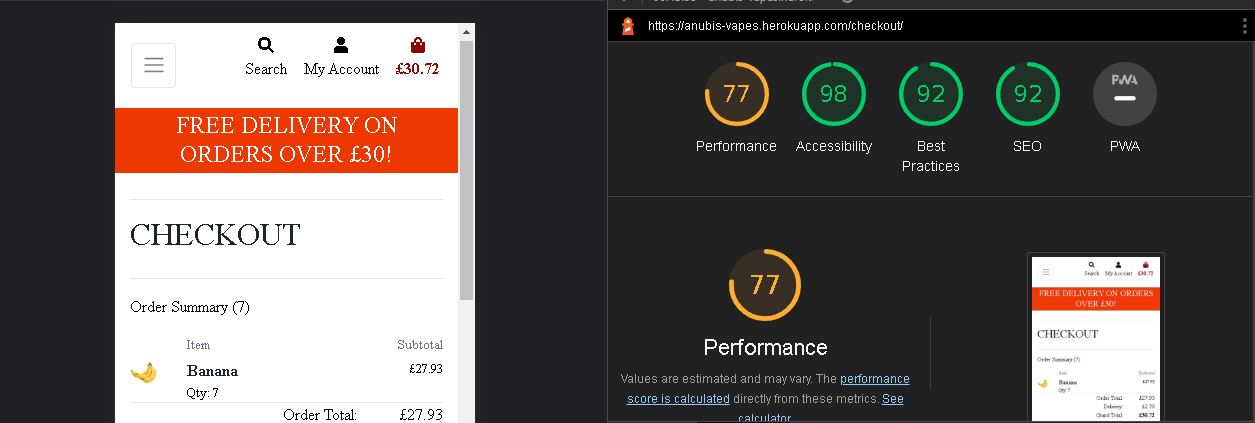 Search My Account £30.72
FREE DELIVERY ON
ORDERS OVER £30!
CHECKOUT
Order Summary (7)
Item Subtotal
Banana £27.93
Qty: 7
Order Total: £27.93
https://anubis-vapes.herokuapp.com/checkout/
77 98 92 92 PWA
Performance Accessibility Best Practices SEO PWA
77
Performance
Values are estimated and may vary. The performance
score is calculated directly from these metrics. See
calculator.
Search My Account £30.72
FREE DELIVERY ON ORDERS
OVER £30!
CHECKOUT
Order Summary (7)
Item Subtotal
Banana £27.93
Qty: 7
Order Total: £27.93
Delivery: £2.79
Grand Total: £30.72